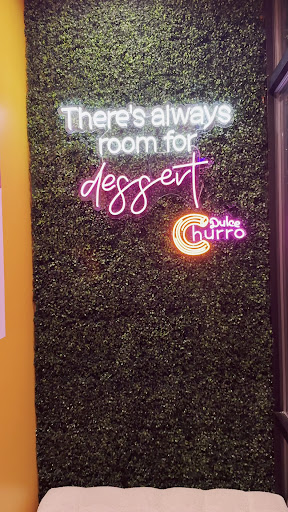 There's always
room for
dessert
Dulce
Churro